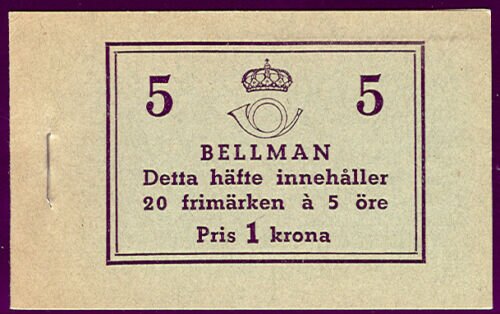 5 5
BELLMAN
Detta häfte innehåller
20 frimärken à 5 öre
Pris 1 krona